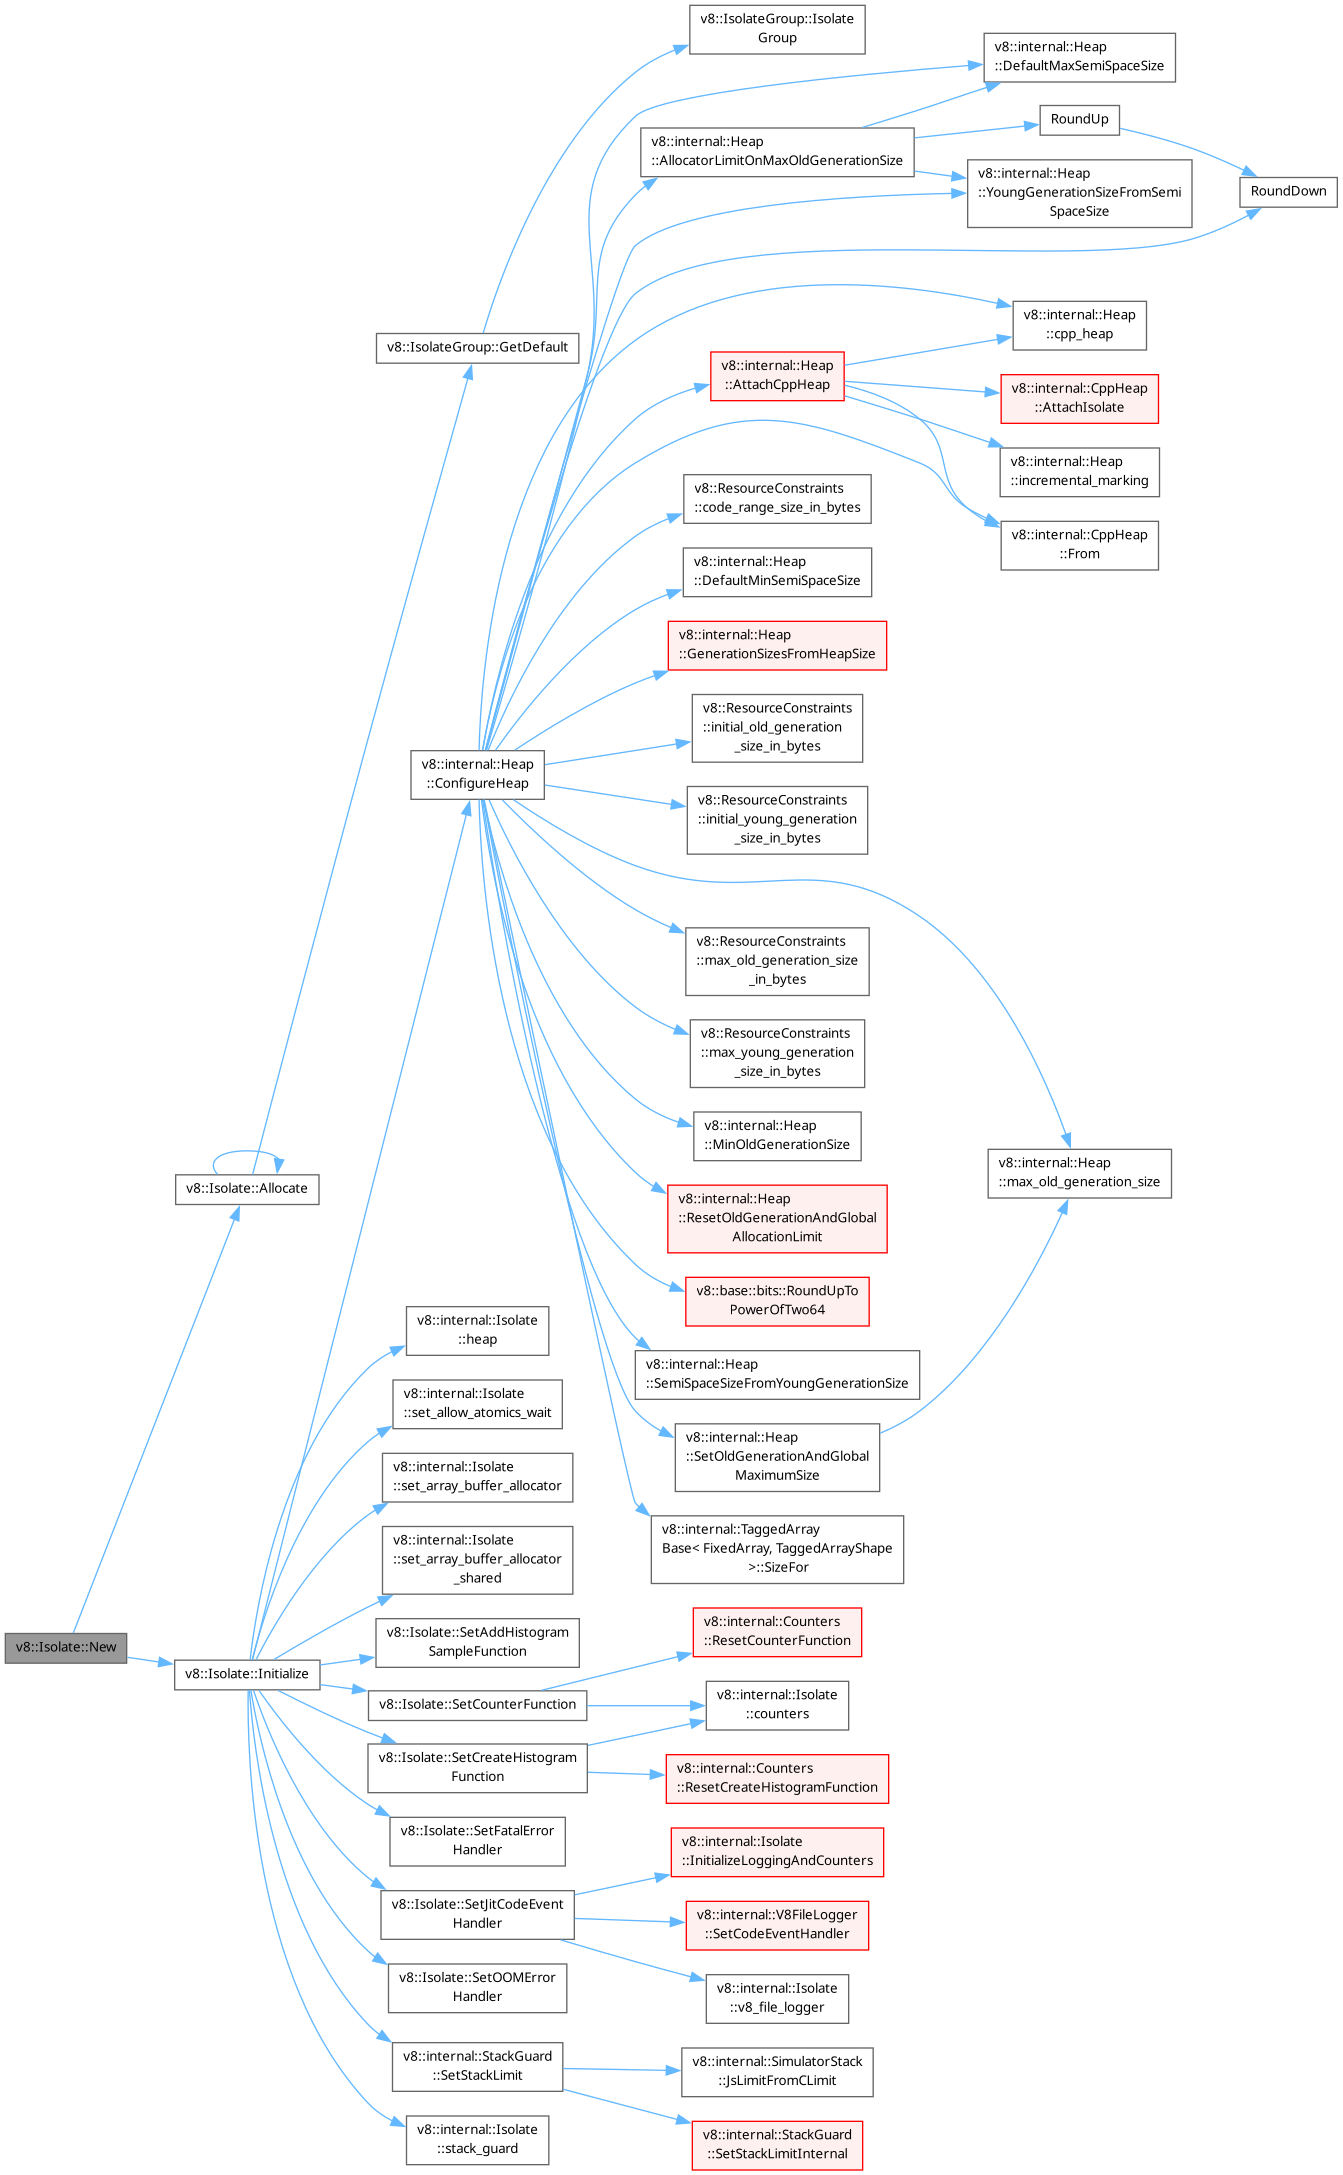 v8::IsolateGroup::Isolate
Group
v8::internal::Heap
::DefaultMaxSemiSpaceSize
RoundUp
v8::internal::Heap
::AllocatorLimitOnMaxOldGenerationSize
v8::internal::Heap
::YoungGenerationSizeFromSemi
SpaceSize
RoundDown
v8::internal::Heap
::cpp_heap
v8::IsolateGroup::GetDefault
v8::internal::Heap
::AttachCppHeap
v8::internal::CppHeap
::AttachIsolate
v8::internal::Heap
::incremental_marking
v8::ResourceConstraints
::code_range_size_in_bytes
v8::internal::CppHeap
::From
v8::internal::Heap
::DefaultMinSemiSpaceSize
v8::internal::Heap
::GenerationSizesFromHeapSize
v8::ResourceConstraints
::initial_old_generation
_size_in_bytes
v8::internal::Heap
::ConfigureHeap
v8::ResourceConstraints
::initial_young_generation
_size_in_bytes
v8::ResourceConstraints
::max_old_generation_size
_in_bytes
v8::ResourceConstraints
::max_young_generation
_size_in_bytes
v8::internal::Heap
::MinOldGenerationSize
v8::internal::Heap
::max_old_generation_size
v8::Isolate::Allocate
v8::internal::Heap
::ResetOldGenerationAndGlobal
AllocationLimit
v8::base::bits::RoundUpTo
PowerOfTwo64
v8::internal::Isolate
::heap
v8::internal::Heap
::SemiSpaceSizeFromYoungGenerationSize
v8::internal::Isolate
::set_allow_atomics_wait
v8::internal::Heap
::SetOldGenerationAndGlobal
MaximumSize
v8::internal::Isolate
::set_array_buffer_allocator
v8::internal::TaggedArray
Base< FixedArray, TaggedArrayShape
>::SizeFor
v8::internal::Isolate
::set_array_buffer_allocator
_shared
v8::Isolate::New
v8::Isolate::Initialize
v8::Isolate::SetAddHistogram
SampleFunction
v8::internal::Counters
::ResetCounterFunction
v8::Isolate::SetCounterFunction
v8::internal::Isolate
::counters
v8::Isolate::SetCreateHistogram
Function
v8::internal::Counters
::ResetCreateHistogramFunction
v8::Isolate::SetFatalError
Handler
v8::internal::Isolate
::InitializeLoggingAndCounters
v8::Isolate::SetJitCodeEvent
Handler
v8::internal::V8FileLogger
::SetCodeEventHandler
v8::Isolate::SetOOMError
Handler
v8::internal::Isolate
::v8_file_logger
v8::internal::StackGuard
::SetStackLimit
v8::internal::SimulatorStack
::JsLimitFromCLimit
v8::internal::Isolate
::stack_guard
v8::internal::StackGuard
::SetStackLimitInternal